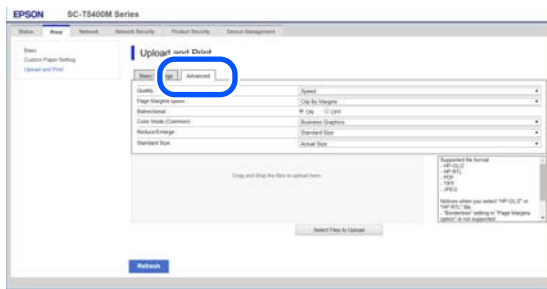 EPSON SC-T5400M Series
Status Print Network Network Security Product Security Device Management
Basic
Custom Paper Setting
Upload and Print
Upload and Print
Basic Advanced
Quality : Speed
Page Margins option : Clip By Margins
Bidirectional : ON OFF
Color Mode (Common) : Business Graphics
Reduce/Enlarge : Standard Size
Standard Size : Actual Size
Drag and drop the files to upload here.
Supported file format
- HP-GL/2
- HP-RTL
- PDF
- TIFF
- JPEG
Notices when you select "HP-GL/2" or
"HP RTL" file
- "Borderless" setting in "Page Margins
option" is not supported
Select Files to Upload
Refresh